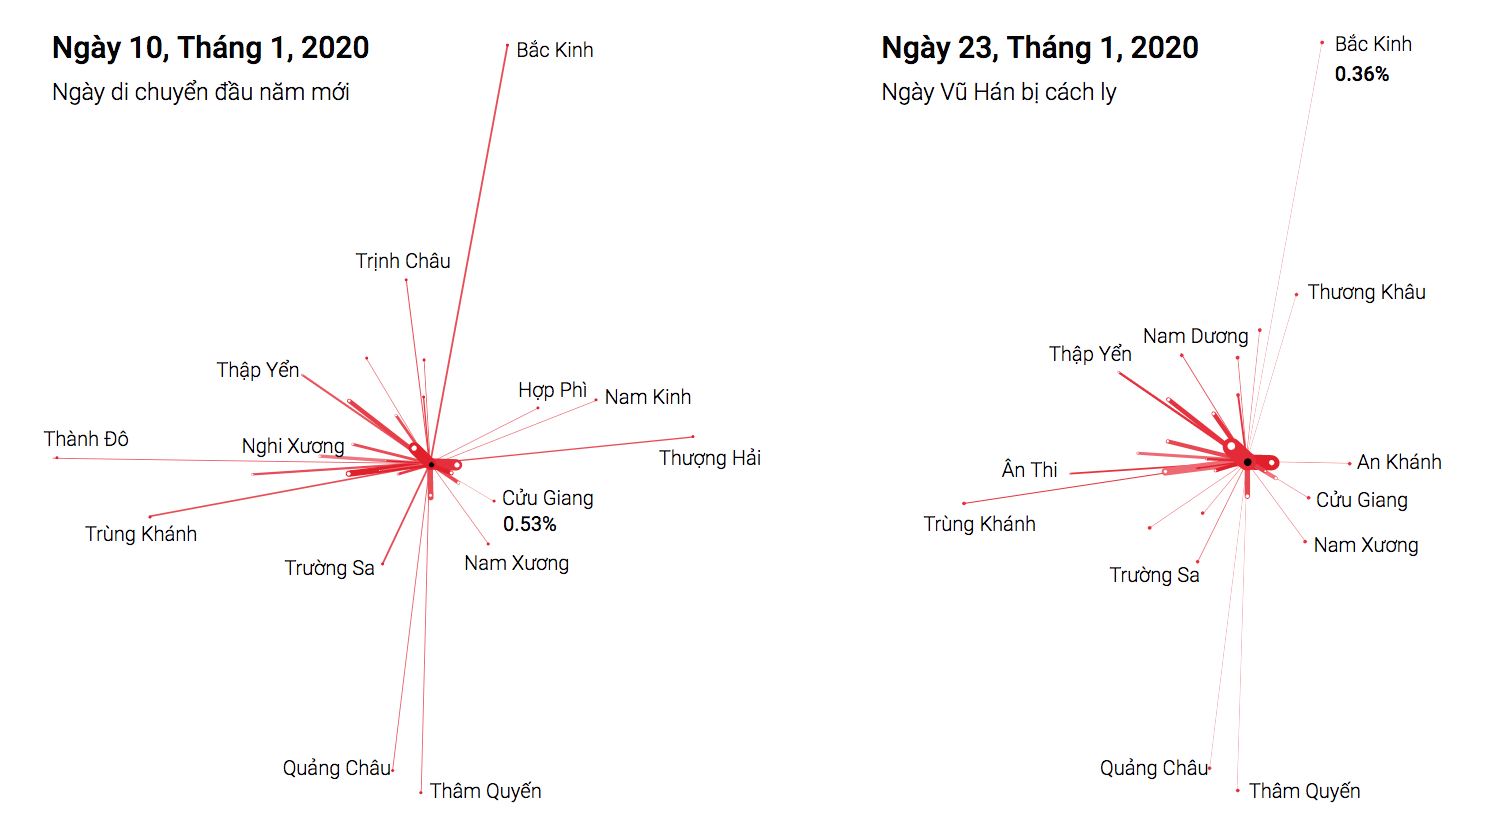 Ngày 10, Tháng 1, 2020
Ngày di chuyển đầu năm mới
Bắc Kinh
Trịnh Châu
Thập Yển
Hợp Phì
Nam Kinh
Thành Đô
Nghi Xương
Thượng Hải
Cửu Giang
0.53%
Trùng Khánh
Trường Sa
Nam Xương
Quảng Châu
Thâm Quyến
Ngày 23, Tháng 1, 2020
Ngày Vũ Hán bị cách ly
Bắc Kinh
0.36%
Thương Khâu
Nam Dương
Thập Yển
Ân Thi
An Khánh
Cửu Giang
Trùng Khánh
Nam Xương
Trường Sa
Quảng Châu
Thâm Quyến